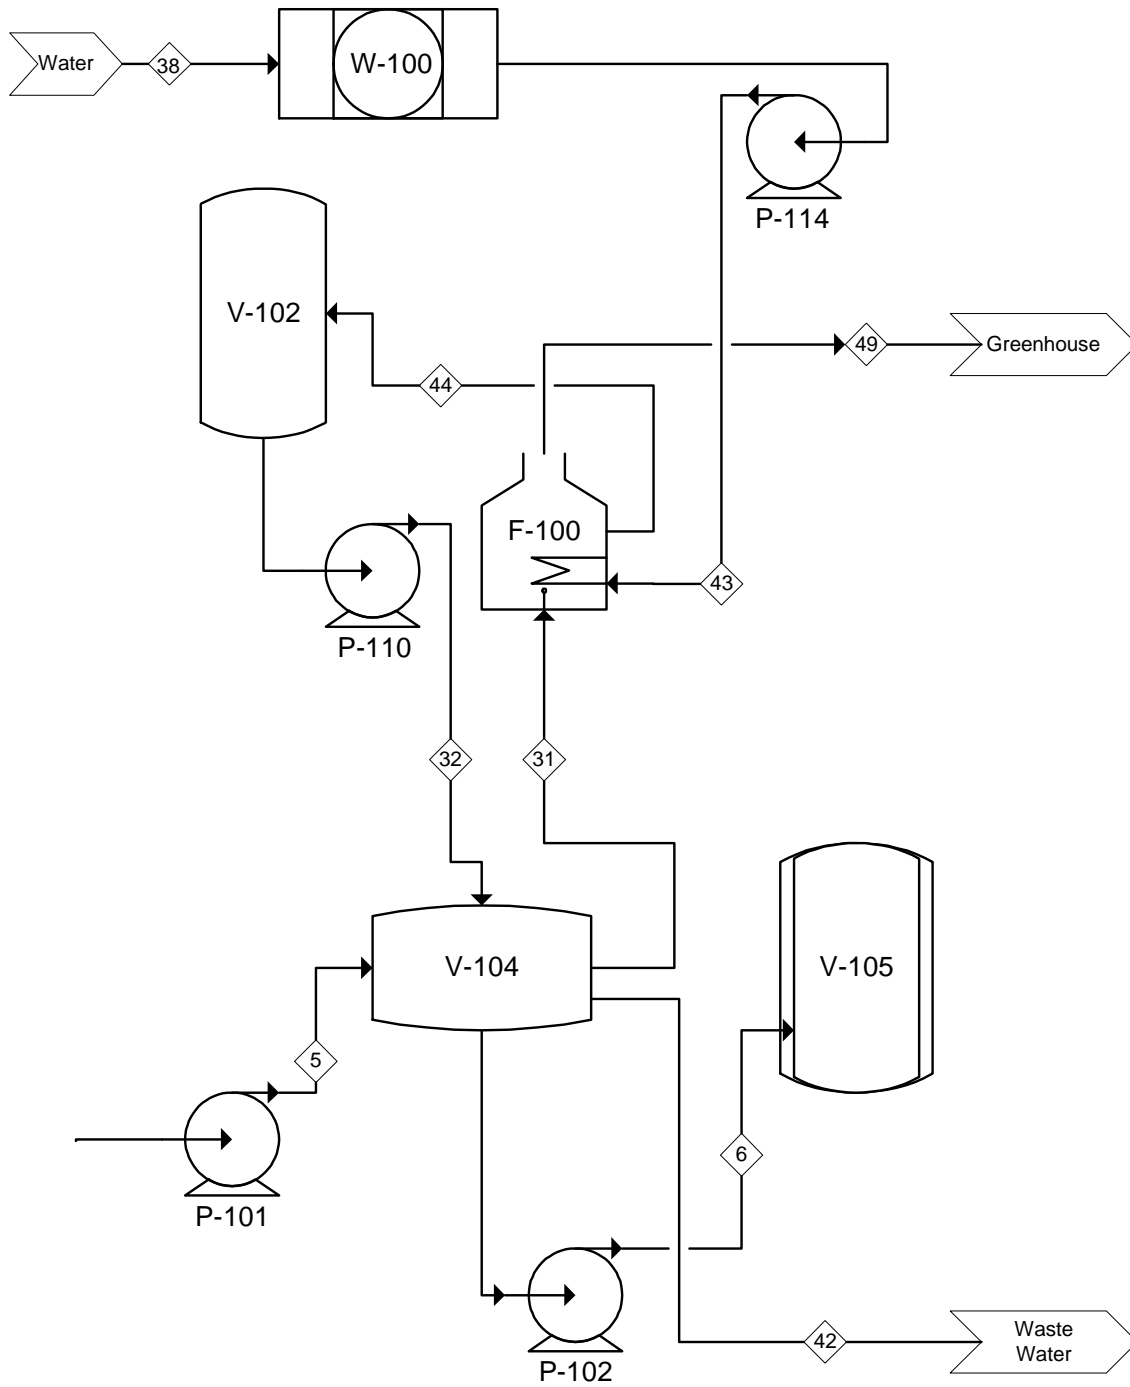 Water
38
W-100
P-114
V-102
49
Greenhouse
44
F-100
43
P-110
32
31
V-104
V-105
5
6
P-101
Waste
Water
42
P-102